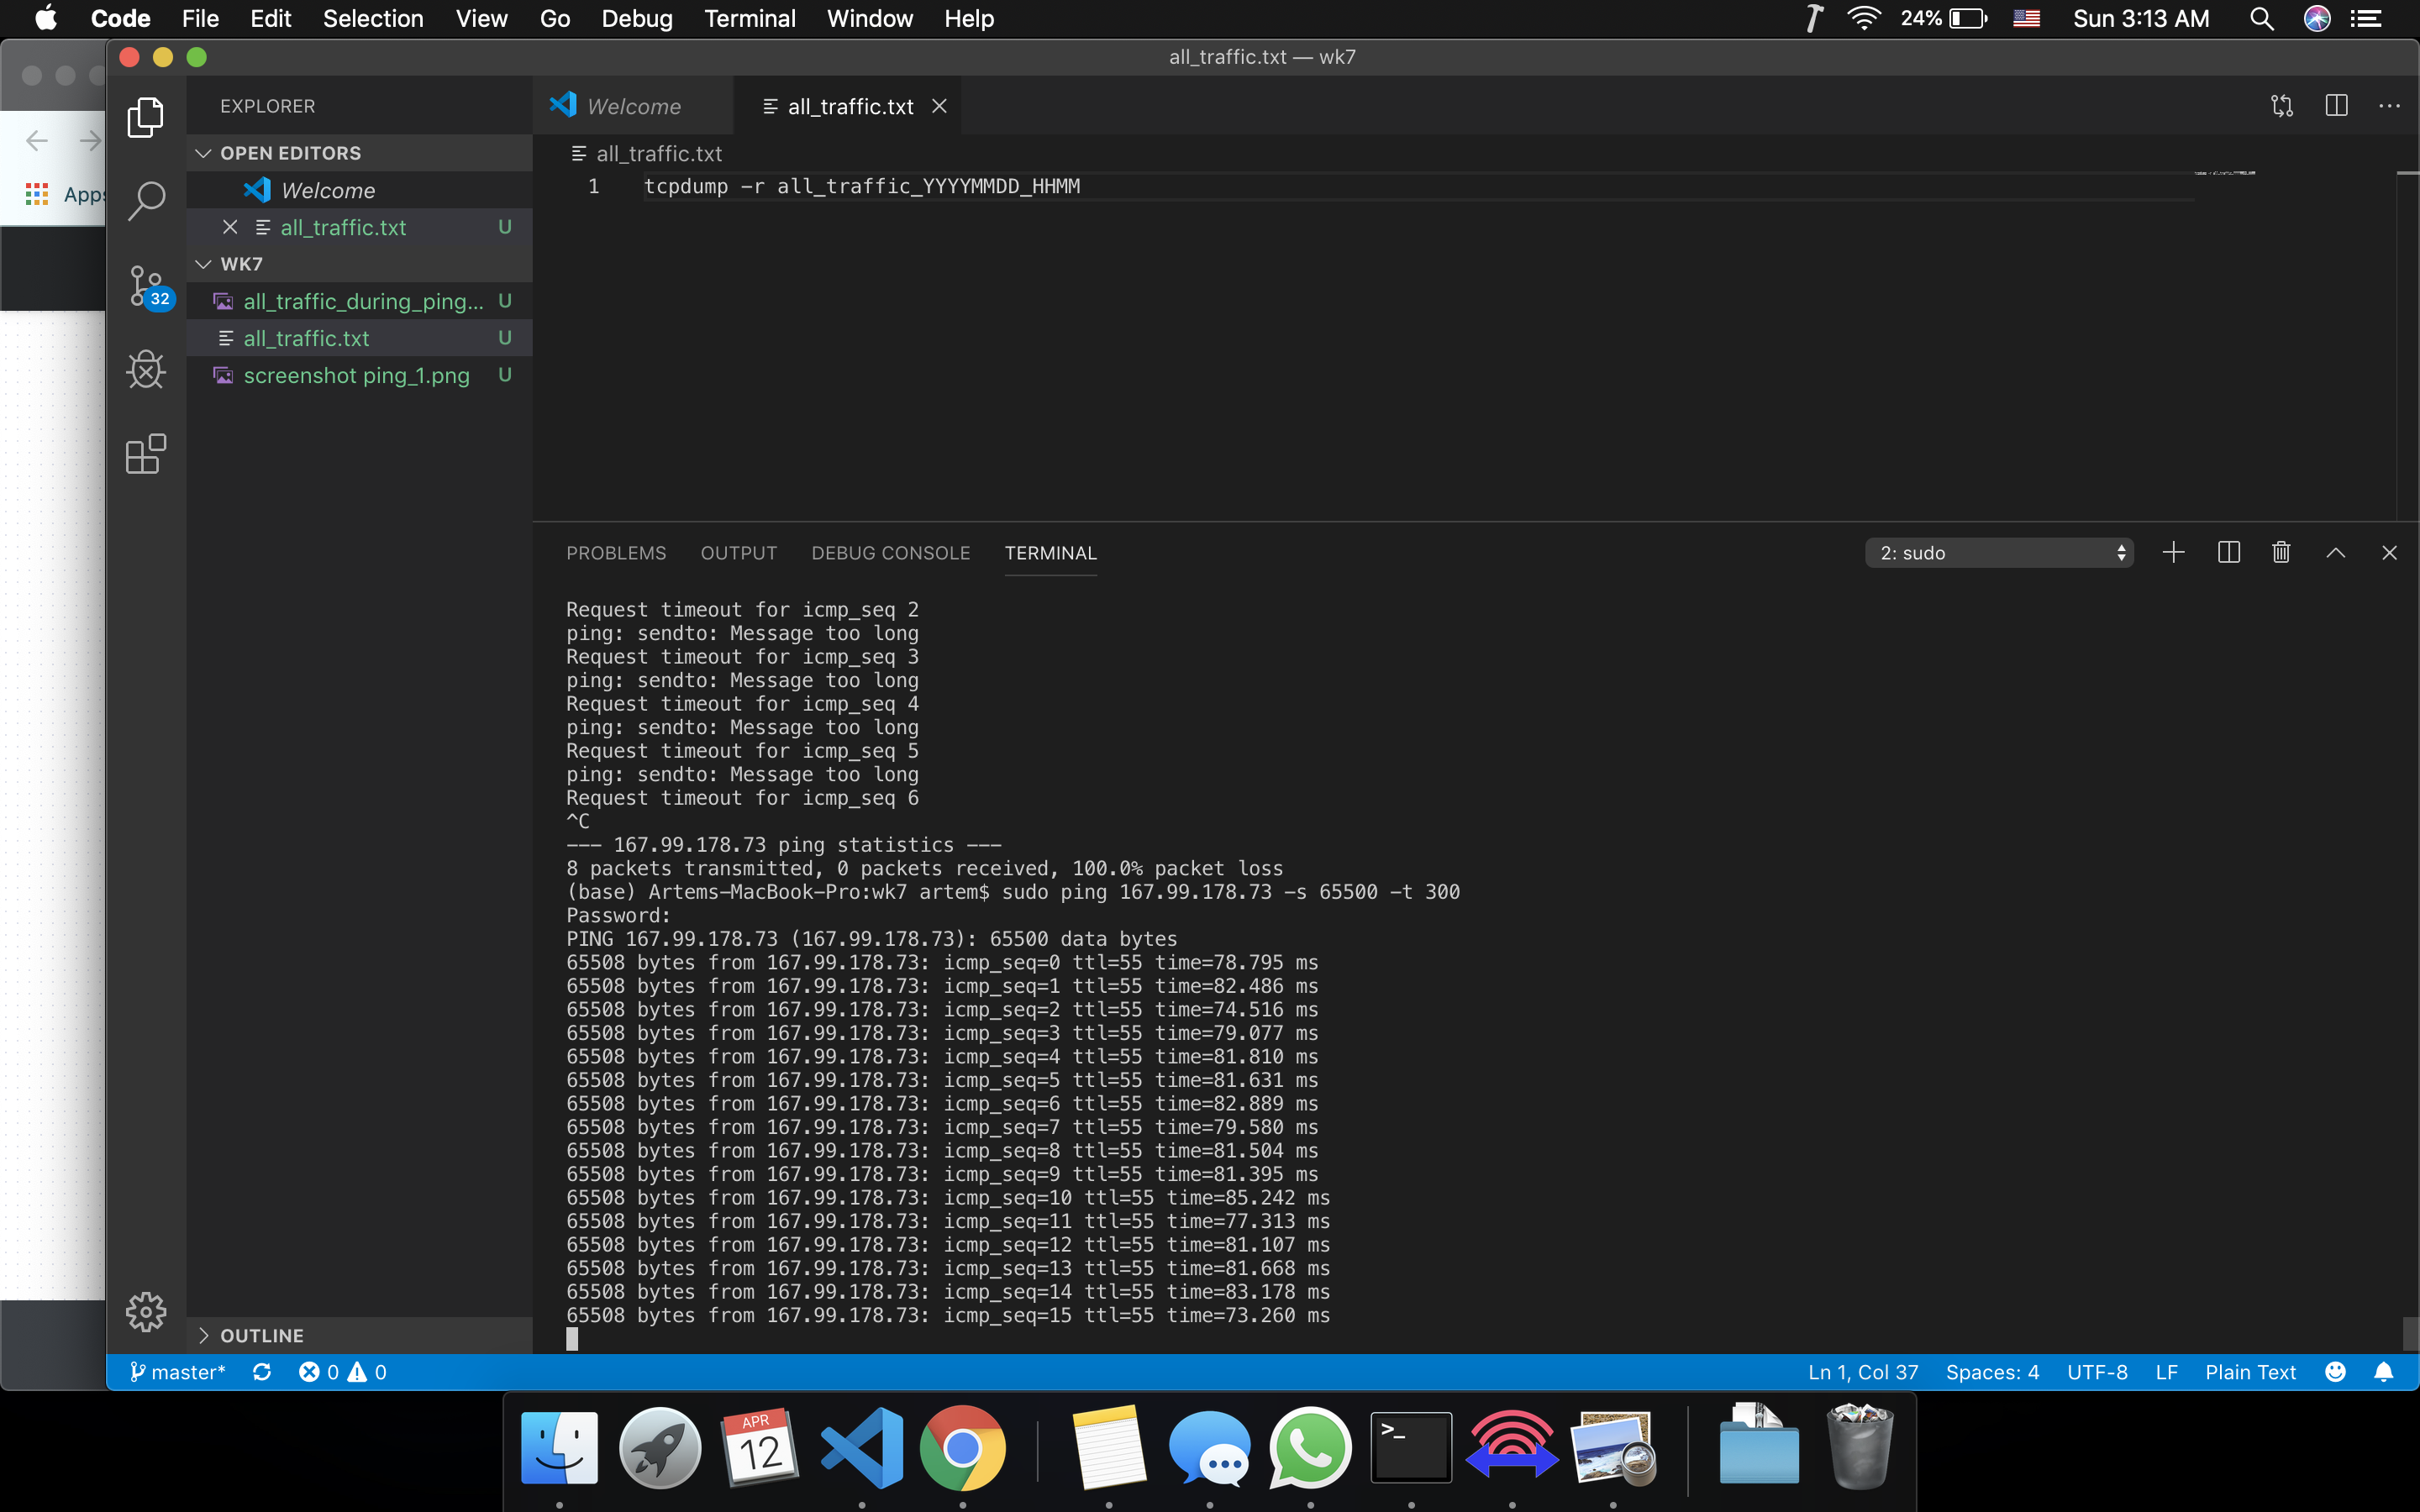 Code File Edit Selection View Go Debug Terminal Window Help 24% Sun 3:13 AM
all_traffic.txt — wk7
EXPLORER
Welcome all_traffic.txt
OPEN EDITORS
all_traffic.txt
Welcome
1 tcpdump -r all_traffic_YYYYMMDD_HHMM
Apps
all_traffic.txt U
WK7
32
all_traffic_during_ping... U
all_traffic.txt U
screenshot ping_1.png U
PROBLEMS OUTPUT DEBUG CONSOLE TERMINAL 2: sudo
Request timeout for icmp_seq 2
ping: sendto: Message too long
Request timeout for icmp_seq 3
ping: sendto: Message too long
Request timeout for icmp_seq 4
ping: sendto: Message too long
Request timeout for icmp_seq 5
ping: sendto: Message too long
Request timeout for icmp_seq 6
^C
--- 167.99.178.73 ping statistics ---
8 packets transmitted, 0 packets received, 100.0% packet loss
(base) Artems-MacBook-Pro:wk7 artem$ sudo ping 167.99.178.73 -s 65500 -t 300
Password:
PING 167.99.178.73 (167.99.178.73): 65500 data bytes
65508 bytes from 167.99.178.73: icmp_seq=0 ttl=55 time=78.795 ms
65508 bytes from 167.99.178.73: icmp_seq=1 ttl=55 time=82.486 ms
65508 bytes from 167.99.178.73: icmp_seq=2 ttl=55 time=74.516 ms
65508 bytes from 167.99.178.73: icmp_seq=3 ttl=55 time=79.077 ms
65508 bytes from 167.99.178.73: icmp_seq=4 ttl=55 time=81.810 ms
65508 bytes from 167.99.178.73: icmp_seq=5 ttl=55 time=81.631 ms
65508 bytes from 167.99.178.73: icmp_seq=6 ttl=55 time=82.889 ms
65508 bytes from 167.99.178.73: icmp_seq=7 ttl=55 time=79.580 ms
65508 bytes from 167.99.178.73: icmp_seq=8 ttl=55 time=81.504 ms
65508 bytes from 167.99.178.73: icmp_seq=9 ttl=55 time=81.395 ms
65508 bytes from 167.99.178.73: icmp_seq=10 ttl=55 time=85.242 ms
65508 bytes from 167.99.178.73: icmp_seq=11 ttl=55 time=77.313 ms
65508 bytes from 167.99.178.73: icmp_seq=12 ttl=55 time=81.107 ms
65508 bytes from 167.99.178.73: icmp_seq=13 ttl=55 time=81.668 ms
65508 bytes from 167.99.178.73: icmp_seq=14 ttl=55 time=83.178 ms
65508 bytes from 167.99.178.73: icmp_seq=15 ttl=55 time=73.260 ms
OUTLINE
master* 0 0 Ln 1, Col 37 Spaces: 4 UTF-8 LF Plain Text
APR
12
>_